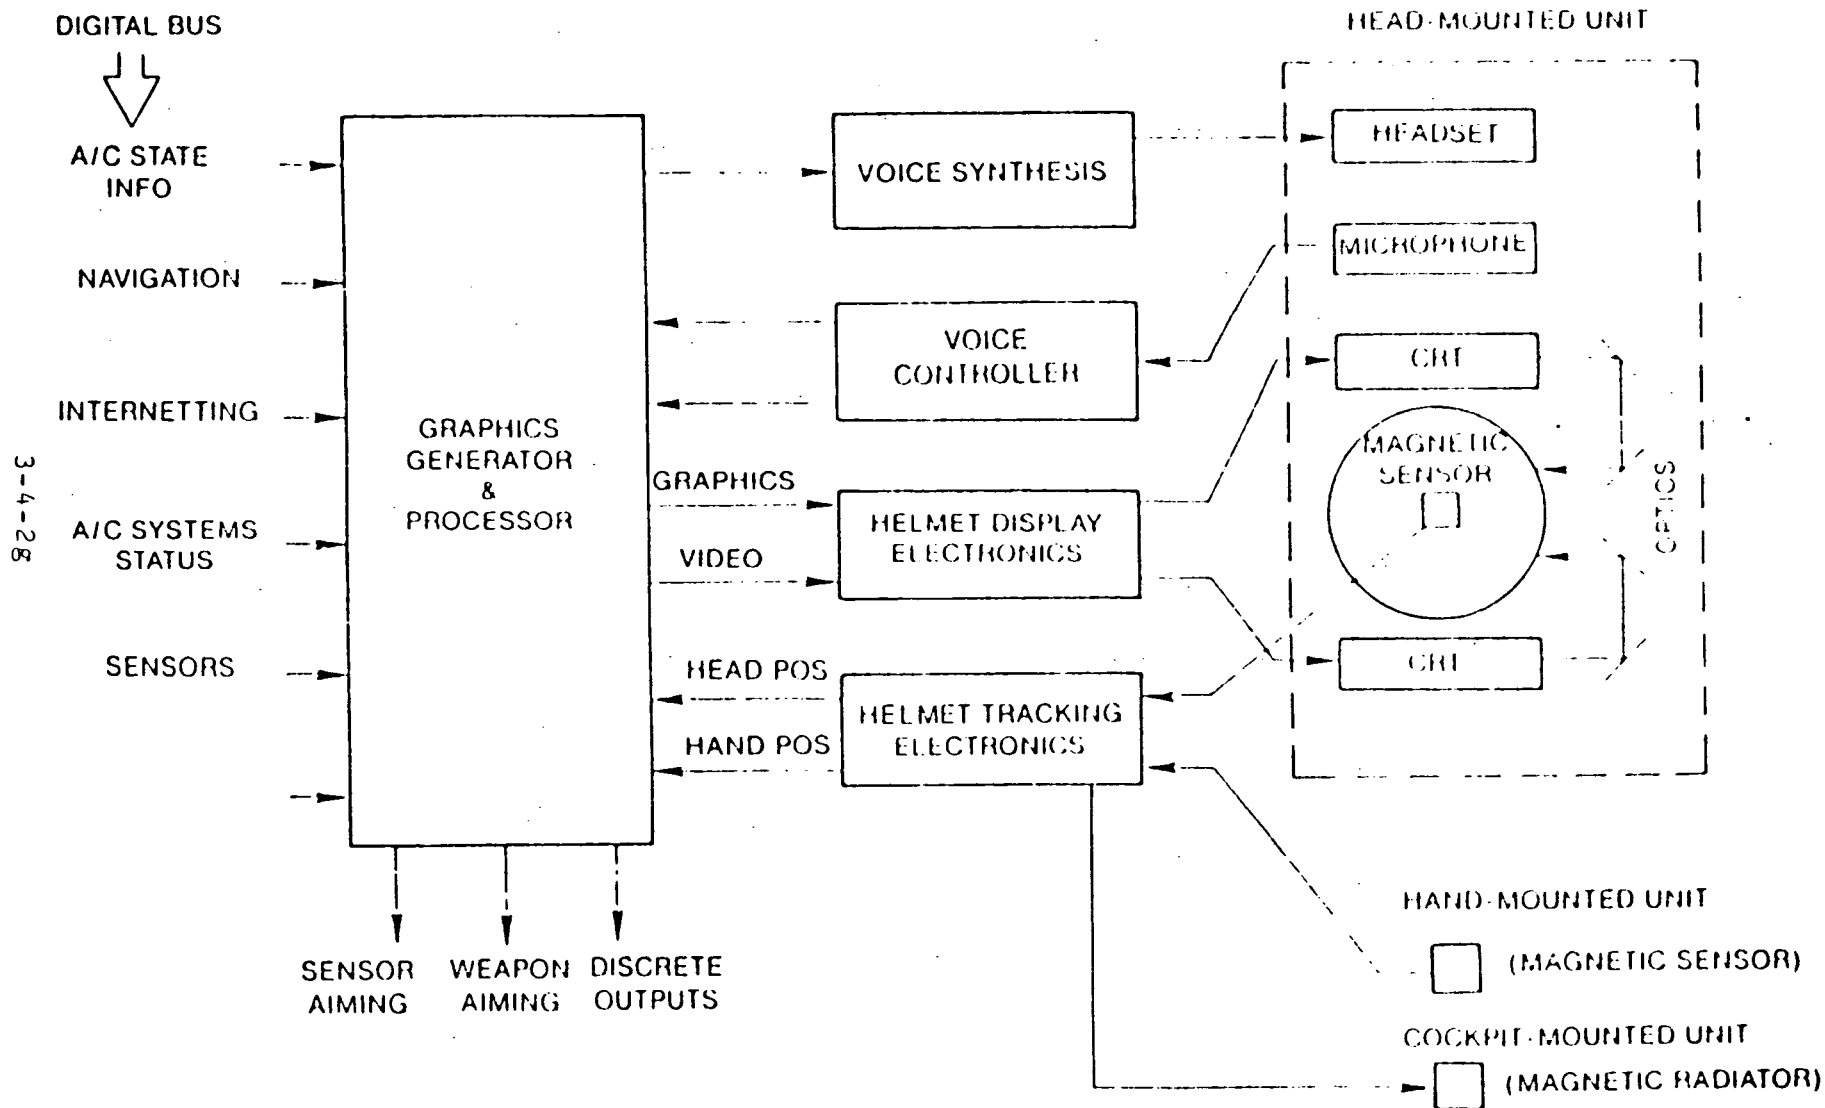 DIGITAL BUS
A/C STATE
INFO
NAVIGATION
INTERNETTING
A/C SYSTEMS
STATUS
SENSORS
GRAPHICS
GENERATOR
&
PROCESSOR
SENSOR
AIMING
WEAPON
AIMING
DISCRETE
OUTPUTS
VOICE SYNTHESIS
VOICE
CONTROLLER
GRAPHICS
VIDEO
HELMET DISPLAY
ELECTRONICS
HEAD POS
HAND POS
HELMET TRACKING
ELECTRONICS
HEAD-MOUNTED UNIT
HEADSET
MICROPHONE
CRT
MAGNETIC
SENSOR
OPTICS
CRT
HAND-MOUNTED UNIT
(MAGNETIC SENSOR)
COCKPIT-MOUNTED UNIT
(MAGNETIC RADIATOR)
3-4-28